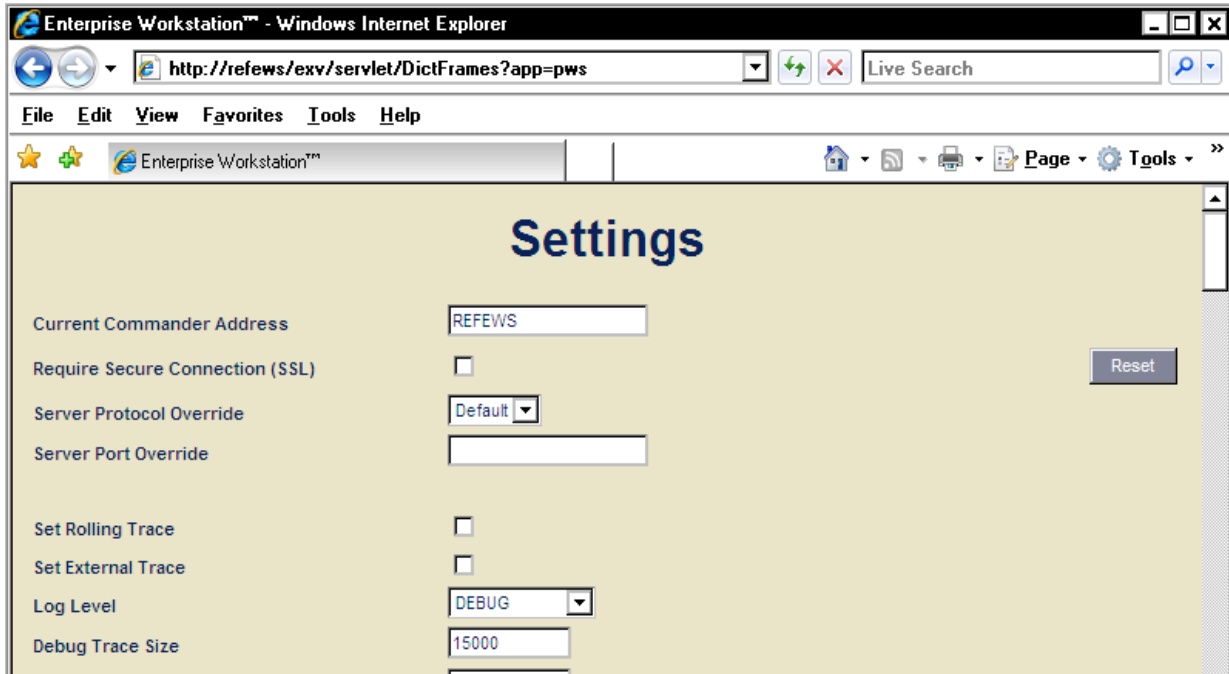 Enterprise Workstation™ - Windows Internet Explorer
http://refews/exv/servlet/DictFrames?app=pws Live Search
File Edit View Favorites Tools Help
Enterprise Workstation™ Page Tools »
Settings
Current Commander Address REFEWS
Require Secure Connection (SSL) Reset
Server Protocol Override Default
Server Port Override
Set Rolling Trace
Set External Trace
Log Level DEBUG
Debug Trace Size 15000